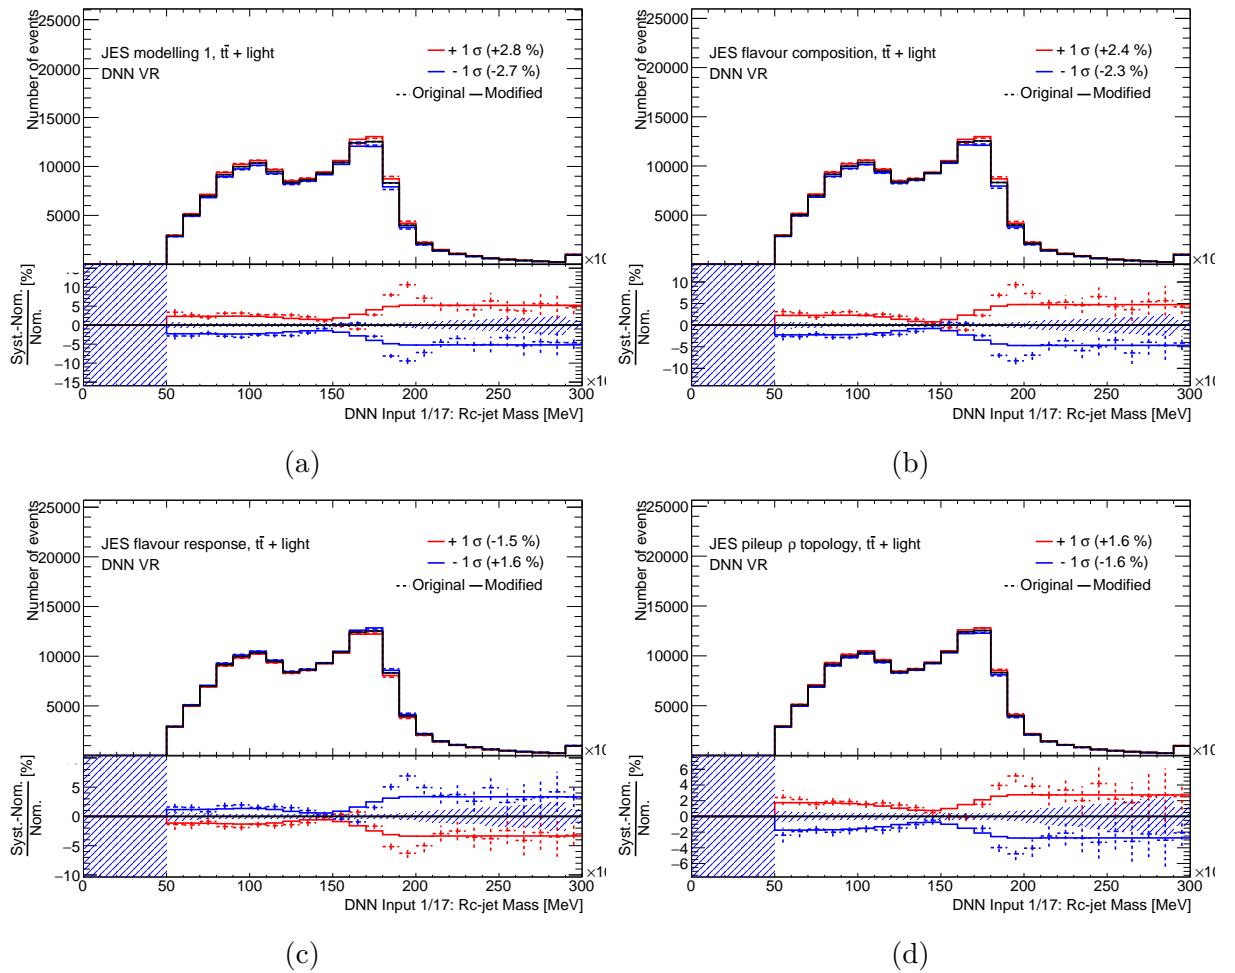 Number of events
25000
20000
15000
10000
5000
JES modelling 1, tt̄ + light
DNN VR
+ 1 σ (+2.8 %)
- 1 σ (-2.7 %)
Original Modified
Syst.-Nom.
Nom.
[%]
10
5
0
−5
−10
−15
0 50 100 150 200 250 300
DNN Input 1/17: Rc-jet Mass [MeV]
(a)
Number of events
25000
20000
15000
10000
5000
JES flavour composition, tt̄ + light
DNN VR
+ 1 σ (+2.4 %)
- 1 σ (-2.3 %)
Original Modified
Syst.-Nom.
Nom.
[%]
10
5
0
−5
−10
0 50 100 150 200 250 300
DNN Input 1/17: Rc-jet Mass [MeV]
(b)
Number of events
25000
20000
15000
10000
5000
JES flavour response, tt̄ + light
DNN VR
+ 1 σ (-1.5 %)
- 1 σ (+1.6 %)
Original Modified
Syst.-Nom.
Nom.
[%]
5
0
−5
−10
0 50 100 150 200 250 300
DNN Input 1/17: Rc-jet Mass [MeV]
(c)
Number of events
25000
20000
15000
10000
5000
JES pileup ρ topology, tt̄ + light
DNN VR
+ 1 σ (+1.6 %)
- 1 σ (-1.6 %)
Original Modified
Syst.-Nom.
Nom.
[%]
6
4
2
0
−2
−4
−6
0 50 100 150 200 250 300
DNN Input 1/17: Rc-jet Mass [MeV]
(d)